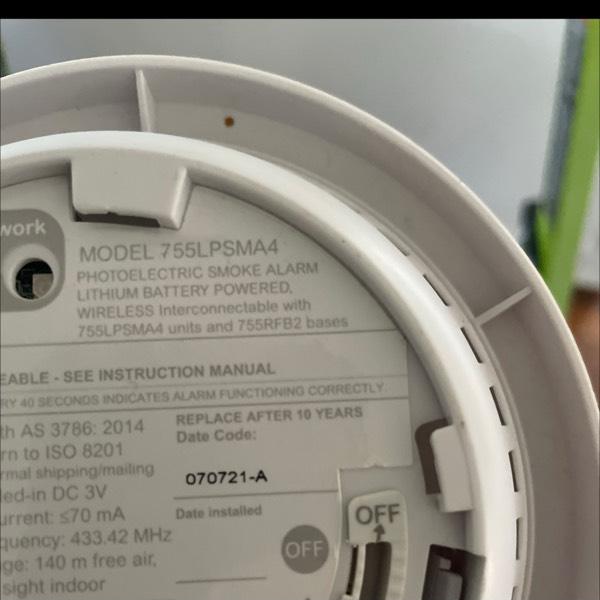 work
MODEL 755LPSMA4
PHOTOELECTRIC SMOKE ALARM
LITHIUM BATTERY POWERED,
WIRELESS Interconnectable with
755LPSMA4 units and 755RFB2 bases
EABLE - SEE INSTRUCTION MANUAL
RY 40 SECONDS INDICATES ALARM FUNCTIONING CORRECTLY
th AS 3786: 2014
rn to ISO 8201
rmal shipping/mailing
led-in DC 3V
urrent: ≤70 mA
quency: 433.42 MHz
ge: 140 m free air,
sight indoor
REPLACE AFTER 10 YEARS
Date Code:
070721-A
Date installed
OFF
OFF